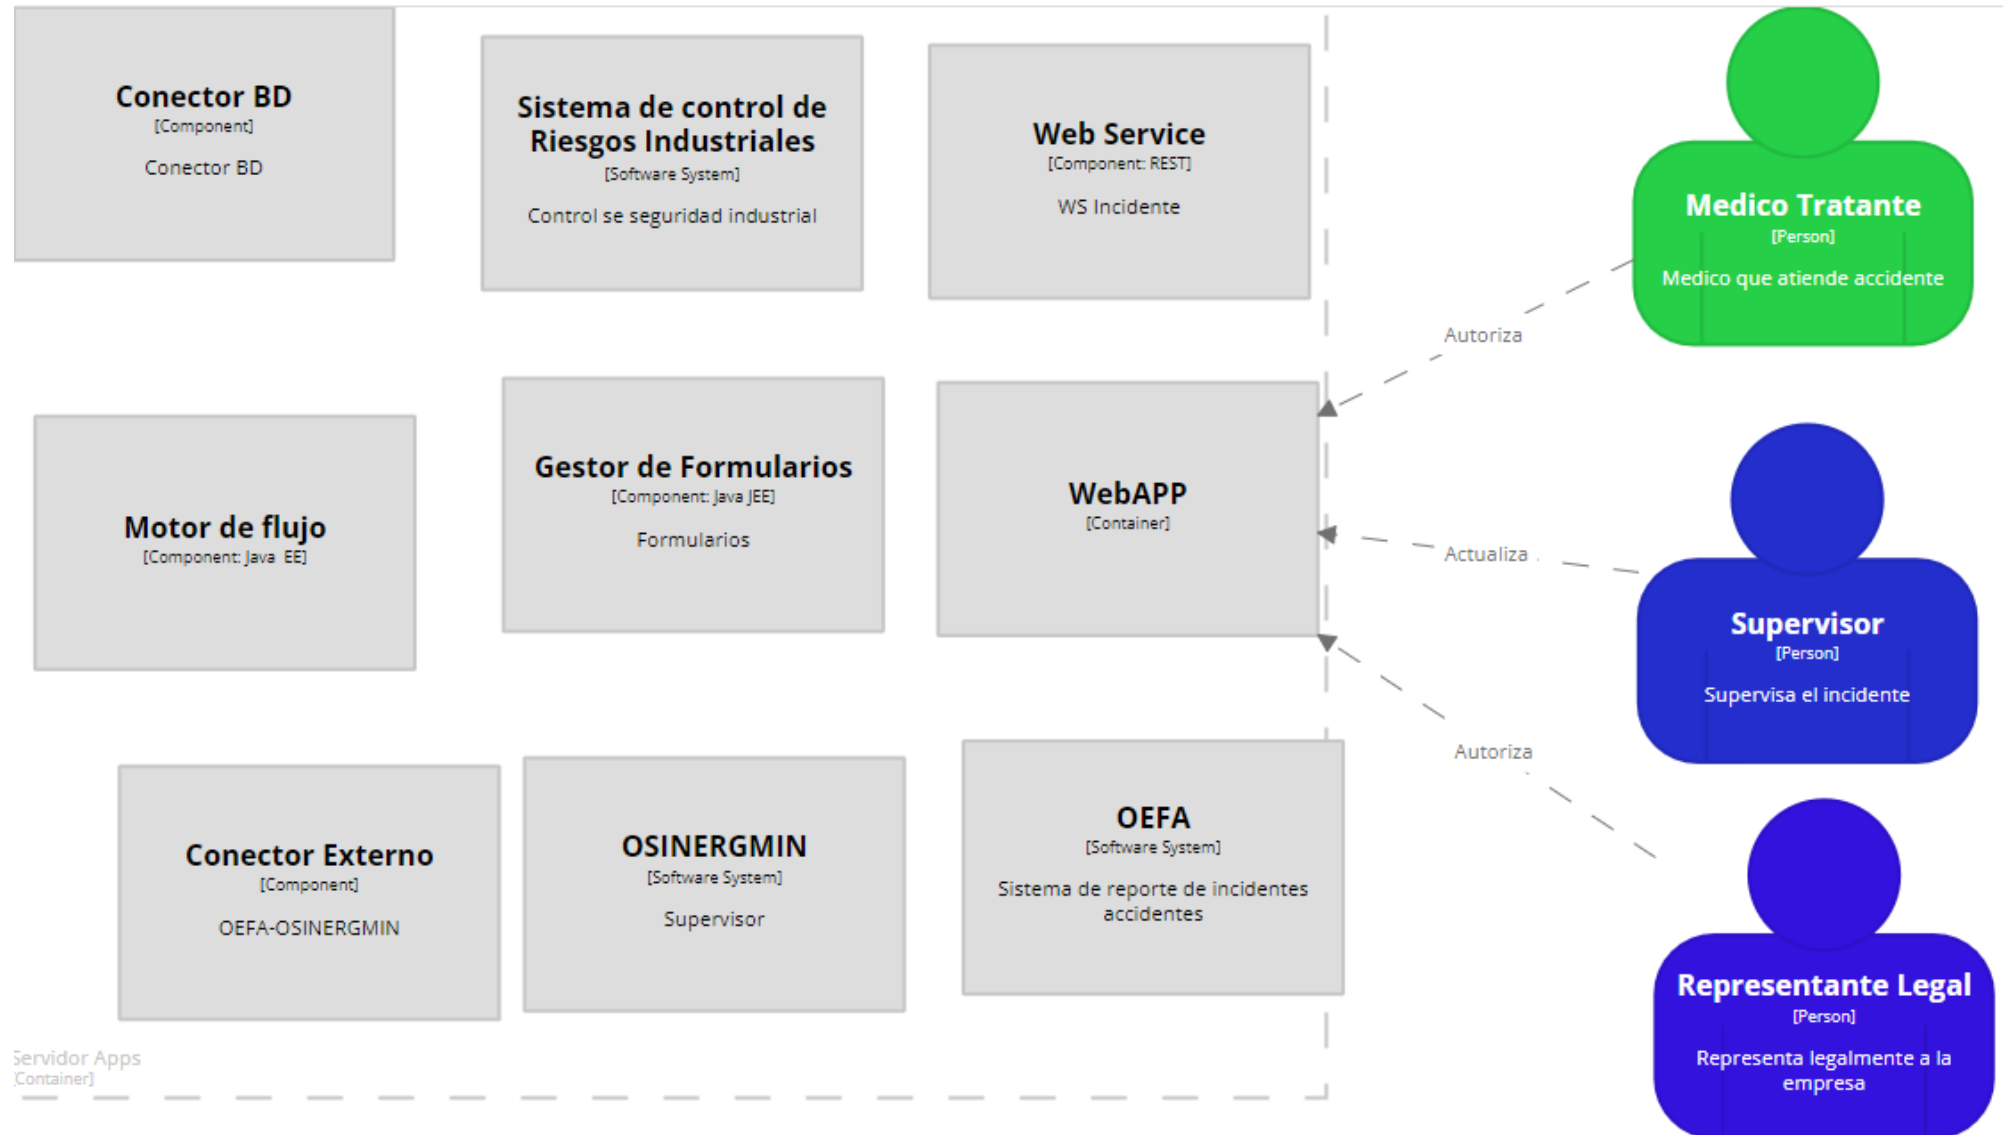 Conector BD
[Component]
Conector BD
Sistema de control de
Riesgos Industriales
[Software System]
Control se seguridad industrial
Web Service
[Component: REST]
WS Incidente
Medico Tratante
[Person]
Medico que atiende accidente
Autoriza
Motor de flujo
[Component: Java EE]
Gestor de Formularios
[Component: Java JEE]
Formularios
WebAPP
[Container]
Actualiza
Supervisor
[Person]
Supervisa el incidente
Autoriza
Conector Externo
[Component]
OEFA-OSINERGMIN
OSINERGMIN
[Software System]
Supervisor
OEFA
[Software System]
Sistema de reporte de incidentes
accidentes
Representante Legal
[Person]
Representa legalmente a la
empresa
Servidor Apps
[Container]